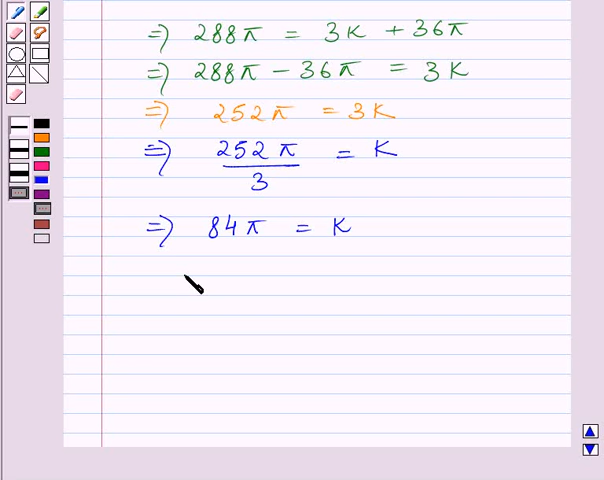 ⇒ 288π = 3K + 36π
⇒ 288π − 36π = 3K
⇒ 252π = 3K
⇒ 252π/3 = K
⇒ 84π = K